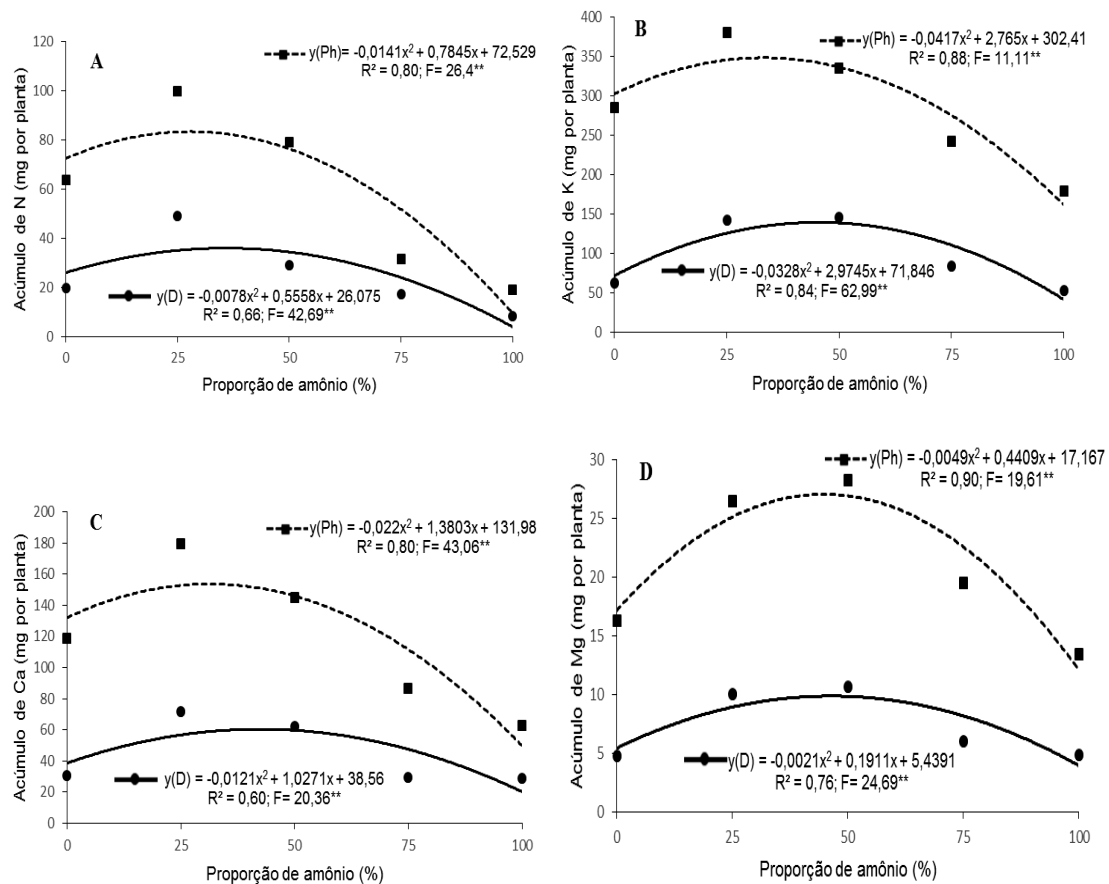 A
y(Ph)= -0,0141x² + 0,7845x + 72,529
R² = 0,80; F= 26,4**
Acúmulo de N (mg por planta)
120
100
80
60
40
20
0
y(D) = -0,0078x² + 0,5558x + 26,075
R² = 0,66; F= 42,69**
0 25 50 75 100
Proporção de amônio (%)
B
y(Ph) = -0,0417x² + 2,765x + 302,41
R² = 0,88; F= 11,11**
Acúmulo de K (mg por planta)
400
350
300
250
200
150
100
50
0
y(D) = -0,0328x² + 2,9745x + 71,846
R² = 0,84; F= 62,99**
0 25 50 75 100
Proporção de amônio (%)
C
y(Ph) = -0,022x² + 1,3803x + 131,98
R² = 0,80; F= 43,06**
Acúmulo de Ca (mg por planta)
200
180
160
140
120
100
80
60
40
20
0
y(D) = -0,0121x² + 1,0271x + 38,56
R² = 0,60; F= 20,36**
0 25 50 75 100
Proporção de amônio (%)
D
y(Ph) = -0,0049x² + 0,4409x + 17,167
R² = 0,90; F= 19,61**
Acúmulo de Mg (mg por planta)
30
25
20
15
10
5
0
y(D) = -0,0021x² + 0,1911x + 5,4391
R² = 0,76; F= 24,69**
0 25 50 75 100
Proporção de amônio (%)